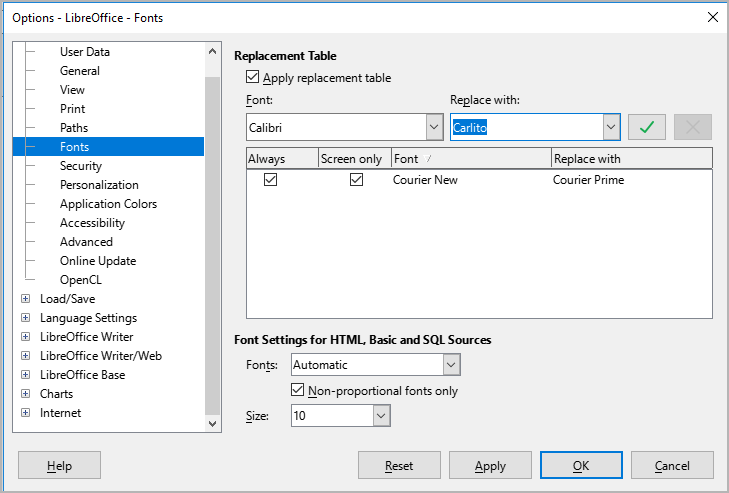 Options - LibreOffice - Fonts
User Data
General
View
Print
Paths
Fonts
Security
Personalization
Application Colors
Accessibility
Advanced
Online Update
OpenCL
Load/Save
Language Settings
LibreOffice Writer
LibreOffice Writer/Web
LibreOffice Base
Charts
Internet
Replacement Table
Apply replacement table
Font: Replace with:
Calibri Carlito
Always Screen only Font Replace with
Courier New Courier Prime
Font Settings for HTML, Basic and SQL Sources
Fonts: Automatic
Non-proportional fonts only
Size: 10
Help Reset Apply OK Cancel